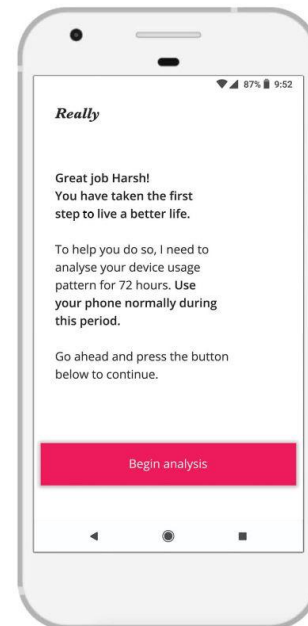 87% 9:52
Really
Great job Harsh!
You have taken the first
step to live a better life.
To help you do so, I need to
analyse your device usage
pattern for 72 hours. Use
your phone normally during
this period.
Go ahead and press the button
below to continue.
Begin analysis